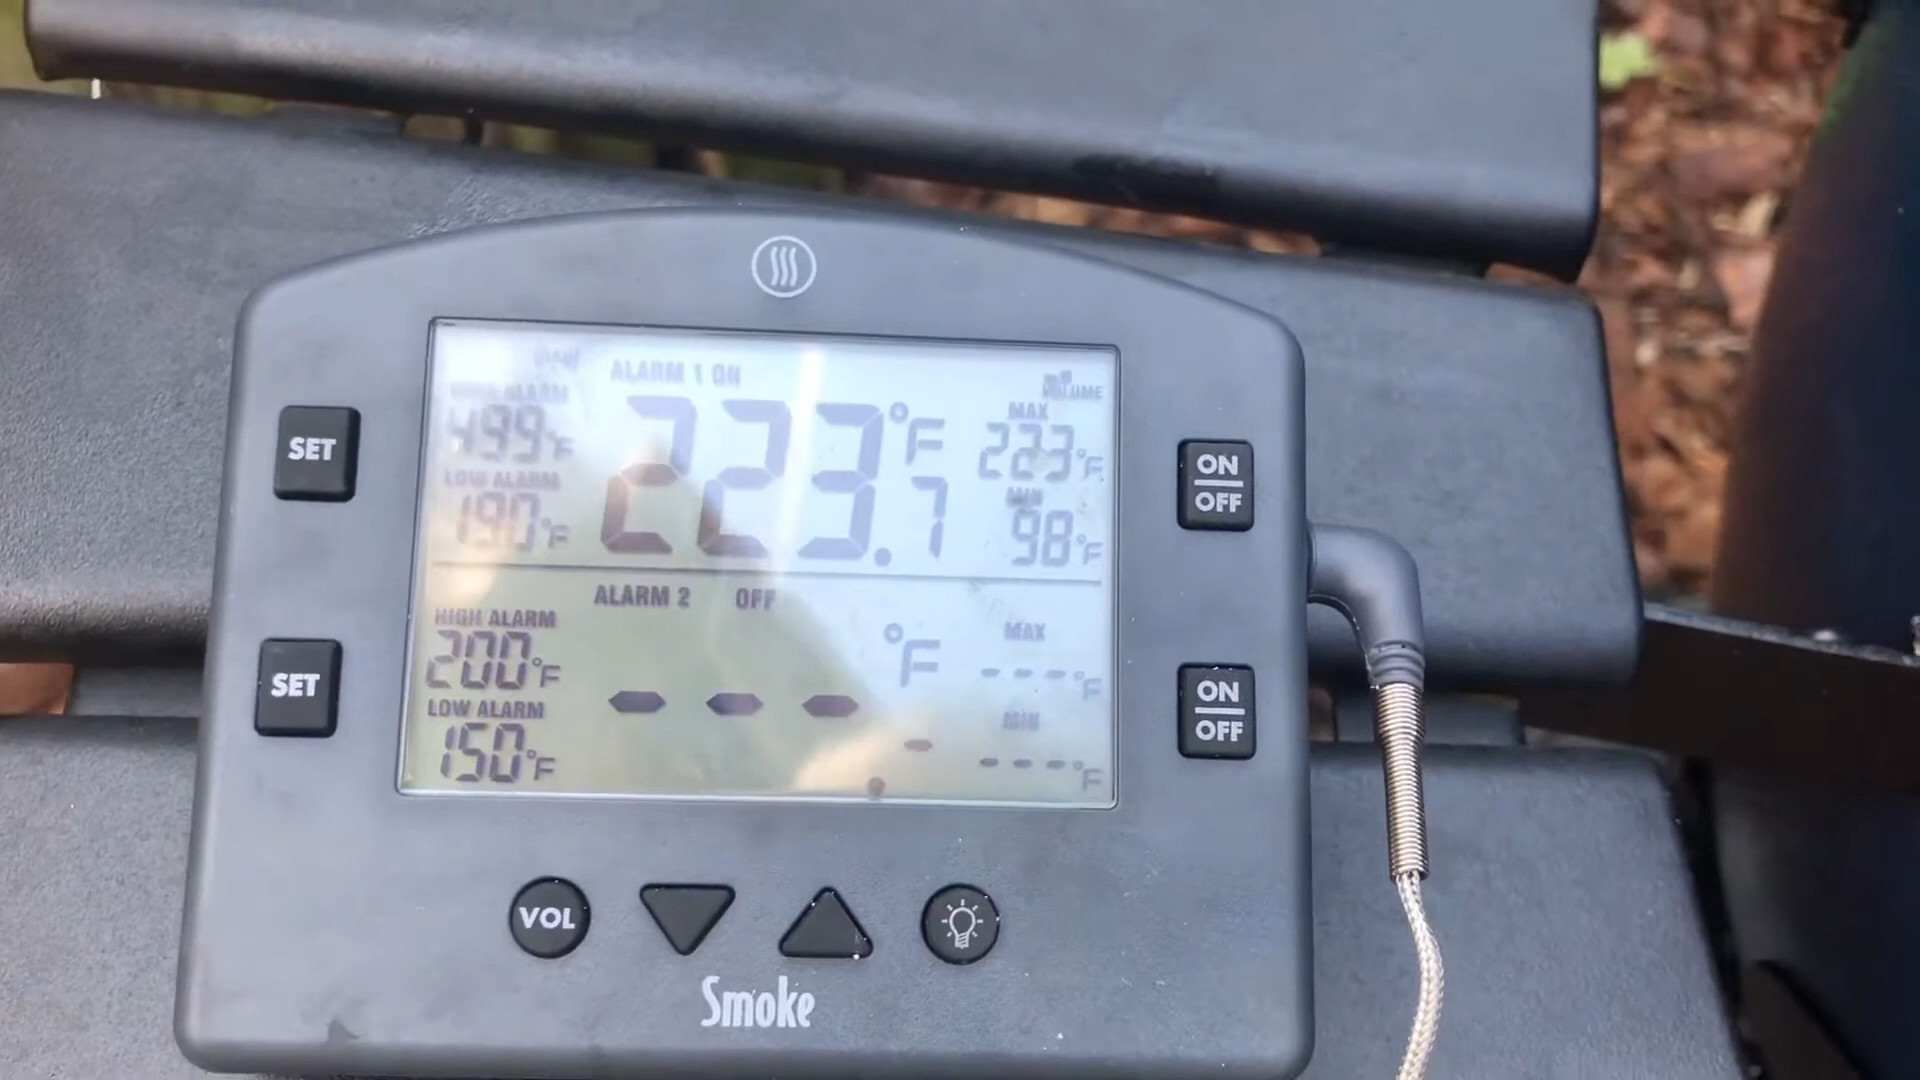 ALARM 1 ON
VOLUME
HIGH ALARM
499°F
223.7°F
MAX
223°F
LOW ALARM
190°F
MIN
98°F
SET
ON
OFF
ALARM 2 OFF
HIGH ALARM
200°F
°F
MAX
---°F
LOW ALARM
150°F
--- -.
MIN
---°F
SET
ON
OFF
VOL
Smoke